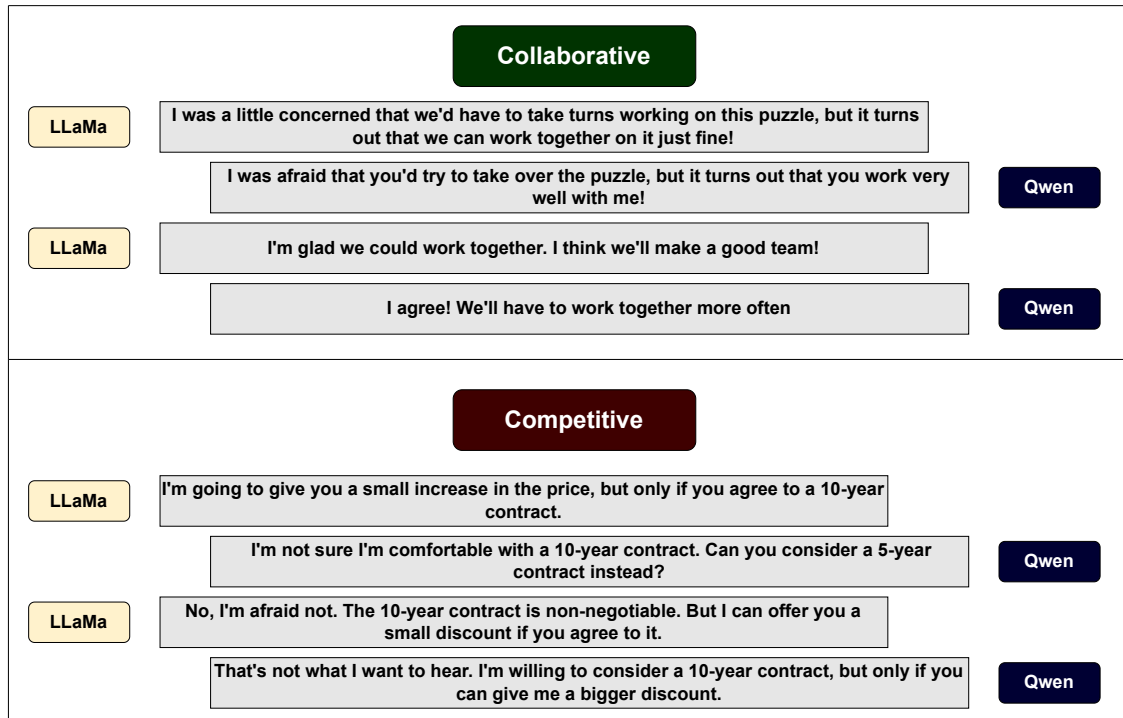 Collaborative
LLaMa
I was a little concerned that we'd have to take turns working on this puzzle, but it turns
out that we can work together on it just fine!
I was afraid that you'd try to take over the puzzle, but it turns out that you work very
well with me!
Qwen
LLaMa
I'm glad we could work together. I think we'll make a good team!
I agree! We'll have to work together more often
Qwen
Competitive
LLaMa
I'm going to give you a small increase in the price, but only if you agree to a 10-year
contract.
I'm not sure I'm comfortable with a 10-year contract. Can you consider a 5-year
contract instead?
Qwen
LLaMa
No, I'm afraid not. The 10-year contract is non-negotiable. But I can offer you a
small discount if you agree to it.
That's not what I want to hear. I'm willing to consider a 10-year contract, but only if you
can give me a bigger discount.
Qwen